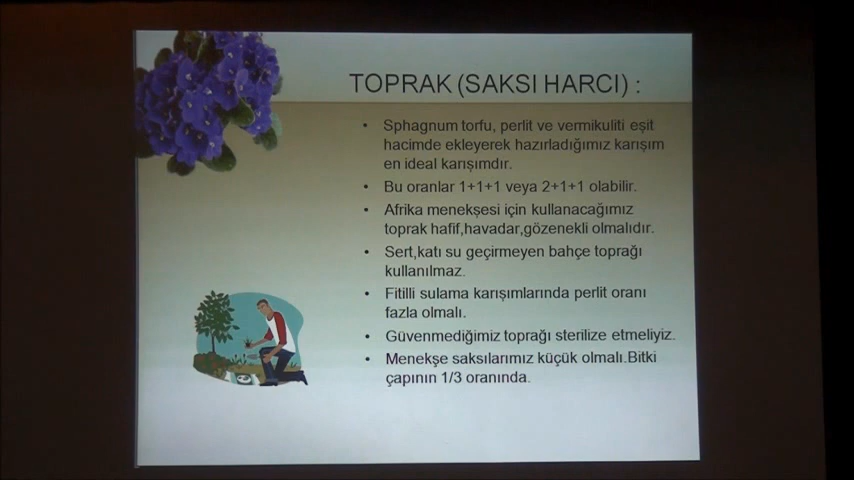 TOPRAK (SAKSI HARCI) :
• Sphagnum torfu, perlit ve vermikuliti eşit
hacimde ekleyerek hazırladığımız karışım
en ideal karışımdır.
• Bu oranlar 1+1+1 veya 2+1+1 olabilir.
• Afrika menekşesi için kullanacağımız
toprak hafif,havadar,gözenekli olmalıdır.
• Sert,katı su geçirmeyen bahçe toprağı
kullanılmaz.
• Fitilli sulama karışımlarında perlit oranı
fazla olmalı.
• Güvenmediğimiz toprağı sterilize etmeliyiz.
• Menekşe saksılarımız küçük olmalı.Bitki
çapının 1/3 oranında.